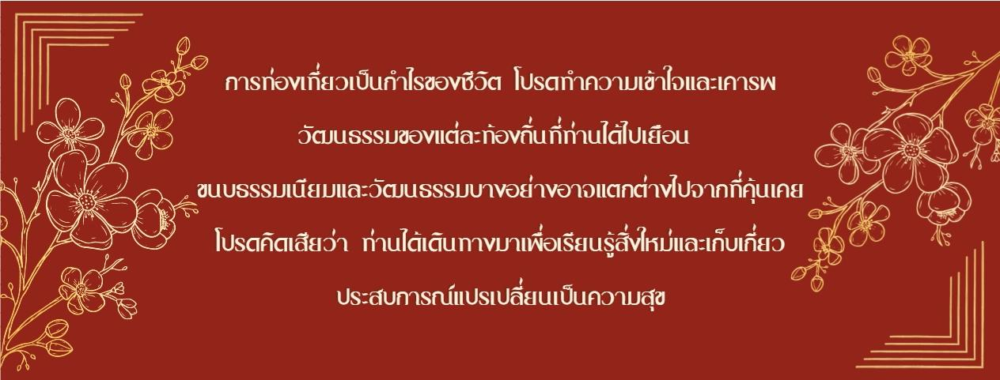 การท่องเที่ยวเป็นกำไรของชีวิต โปรดทำความเข้าใจและเคารพ
วัฒนธรรมของแต่ละท้องถิ่นที่ท่านได้ไปเยือน
ขนบธรรมเนียมและวัฒนธรรมบางอย่างอาจแตกต่างไปจากที่คุ้นเคย
โปรดคิดเสียว่า ท่านได้เดินทางมาเพื่อเรียนรู้สิ่งใหม่และเก็บเกี่ยว
ประสบการณ์แปรเปลี่ยนเป็นความสุข